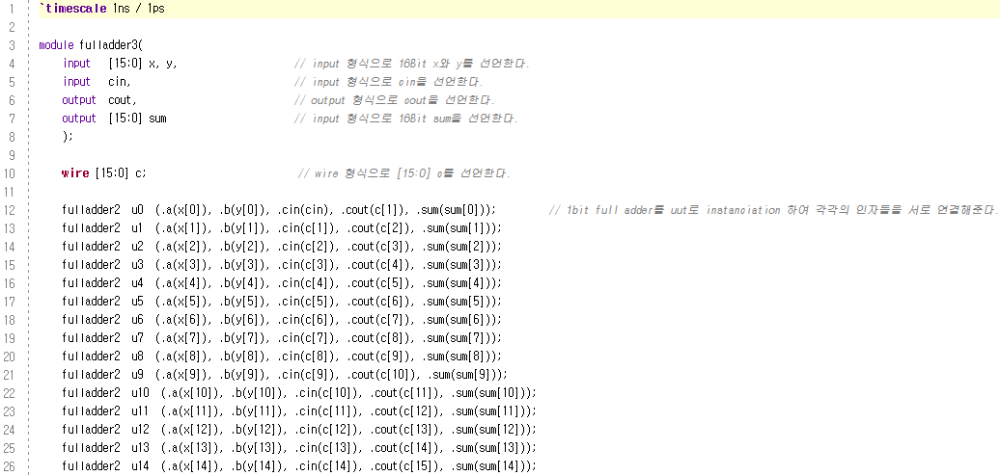 1 `timescale 1ns / 1ps
2
3 module fulladder3(
4 input [15:0] x, y, // input 형식으로 16Bit x와 y를 선언한다.
5 input cin, // input 형식으로 cin을 선언한다.
6 output cout, // output 형식으로 cout을 선언한다.
7 output [15:0] sum // input 형식으로 16Bit sum을 선언한다.
8 );
9
10 wire [15:0] c; // wire 형식으로 [15:0] c를 선언한다.
11
12 fulladder2 u0 (.a(x[0]), .b(y[0]), .cin(cin), .cout(c[1]), .sum(sum[0])); // 1bit full adder를 uut로 instanciation 하여 각각의 인자들을 서로 연결해준다.
13 fulladder2 u1 (.a(x[1]), .b(y[1]), .cin(c[1]), .cout(c[2]), .sum(sum[1]));
14 fulladder2 u2 (.a(x[2]), .b(y[2]), .cin(c[2]), .cout(c[3]), .sum(sum[2]));
15 fulladder2 u3 (.a(x[3]), .b(y[3]), .cin(c[3]), .cout(c[4]), .sum(sum[3]));
16 fulladder2 u4 (.a(x[4]), .b(y[4]), .cin(c[4]), .cout(c[5]), .sum(sum[4]));
17 fulladder2 u5 (.a(x[5]), .b(y[5]), .cin(c[5]), .cout(c[6]), .sum(sum[5]));
18 fulladder2 u6 (.a(x[6]), .b(y[6]), .cin(c[6]), .cout(c[7]), .sum(sum[6]));
19 fulladder2 u7 (.a(x[7]), .b(y[7]), .cin(c[7]), .cout(c[8]), .sum(sum[7]));
20 fulladder2 u8 (.a(x[8]), .b(y[8]), .cin(c[8]), .cout(c[9]), .sum(sum[8]));
21 fulladder2 u9 (.a(x[9]), .b(y[9]), .cin(c[9]), .cout(c[10]), .sum(sum[9]));
22 fulladder2 u10 (.a(x[10]), .b(y[10]), .cin(c[10]), .cout(c[11]), .sum(sum[10]));
23 fulladder2 u11 (.a(x[11]), .b(y[11]), .cin(c[11]), .cout(c[12]), .sum(sum[11]));
24 fulladder2 u12 (.a(x[12]), .b(y[12]), .cin(c[12]), .cout(c[13]), .sum(sum[12]));
25 fulladder2 u13 (.a(x[13]), .b(y[13]), .cin(c[13]), .cout(c[14]), .sum(sum[13]));
26 fulladder2 u14 (.a(x[14]), .b(y[14]), .cin(c[14]), .cout(c[15]), .sum(sum[14]));